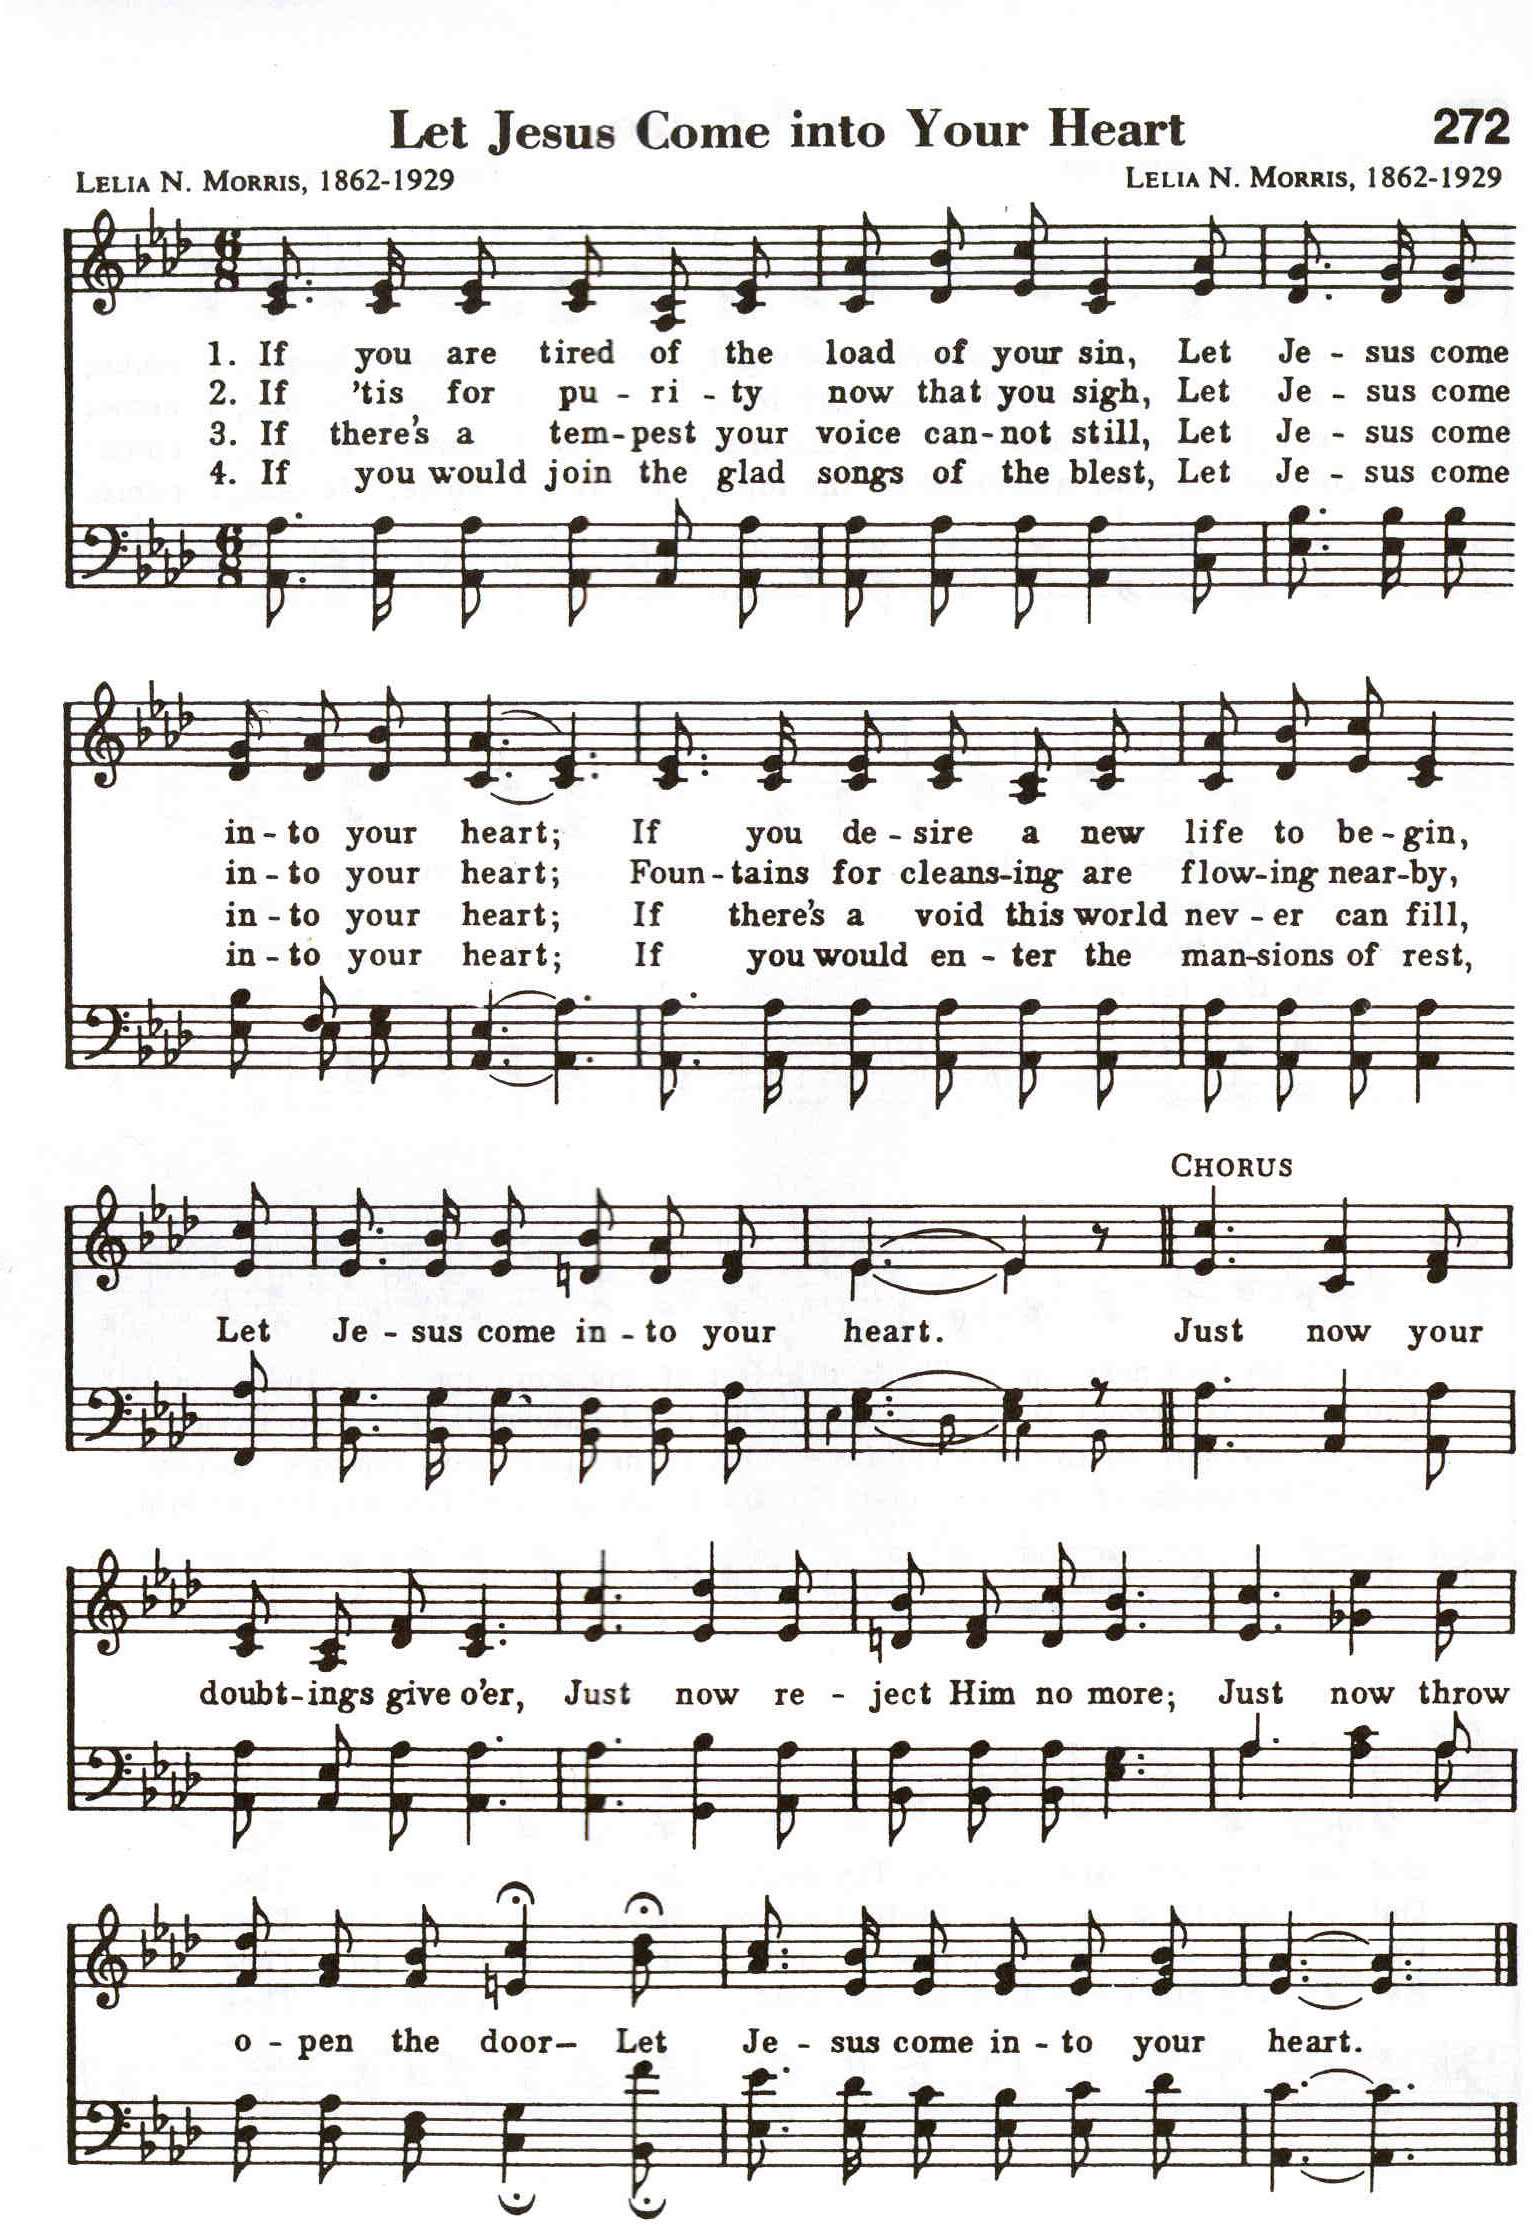 Let Jesus Come into Your Heart 272
LELIA N. MORRIS, 1862-1929 LELIA N. MORRIS, 1862-1929
1. If you are tired of the load of your sin, Let Je - sus come
2. If 'tis for pu - ri - ty now that you sigh, Let Je - sus come
3. If there's a tem-pest your voice can-not still, Let Je - sus come
4. If you would join the glad songs of the blest, Let Je - sus come
in - to your heart; If you de - sire a new life to be - gin,
in - to your heart; Foun - tains for cleans-ing are flow-ing near-by,
in - to your heart; If there's a void this world nev - er can fill,
in - to your heart; If you would en - ter the man-sions of rest,
CHORUS
Let Je - sus come in - to your heart. Just now your
doubt-ings give o'er, Just now re - ject Him no more; Just now throw
o - pen the door— Let Je - sus come in - to your heart.